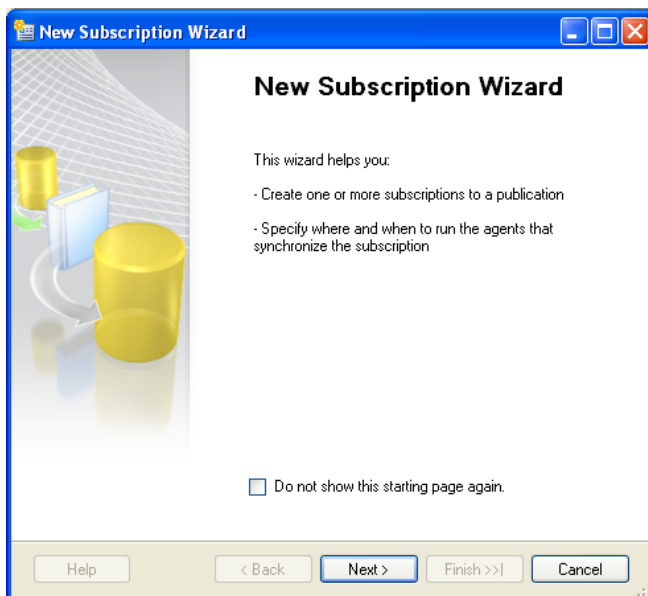 New Subscription Wizard
New Subscription Wizard
This wizard helps you:
- Create one or more subscriptions to a publication
- Specify where and when to run the agents that
synchronize the subscription
Do not show this starting page again.
Help
< Back
Next >
Finish >>|
Cancel